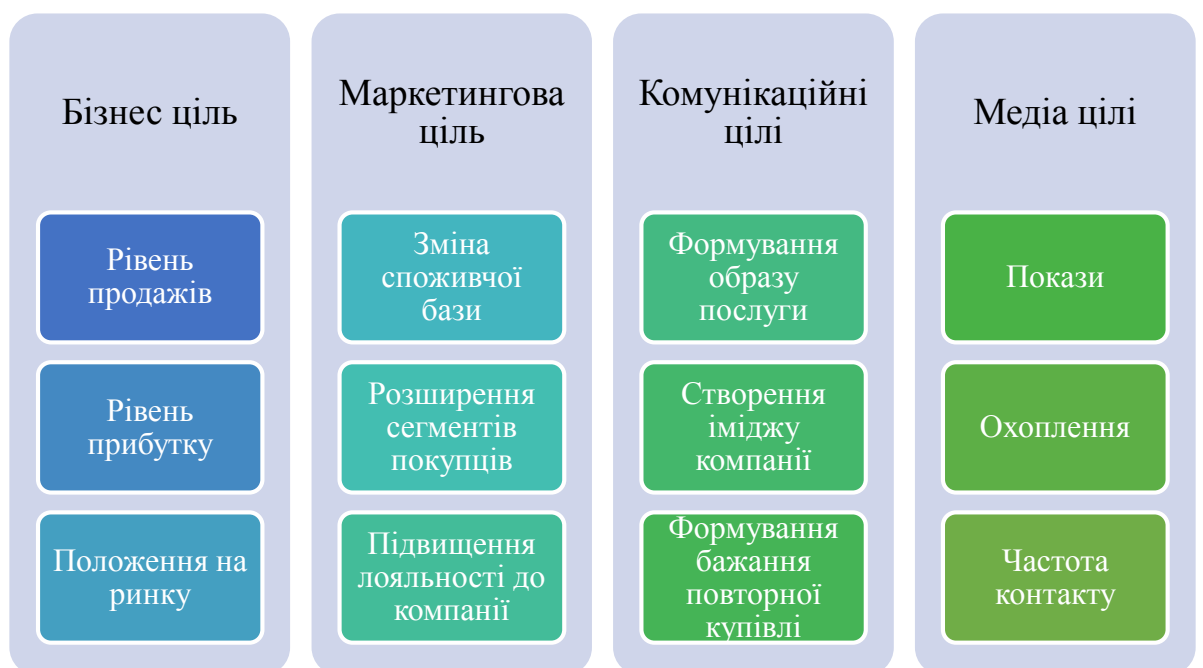 Бізнес ціль
Рівень
продажів
Рівень
прибутку
Положення на
ринку
Маркетингова
ціль
Зміна
споживчої
бази
Розширення
сегментів
покупців
Підвищення
лояльності до
компанії
Комунікаційні
цілі
Формування
образу
послуги
Створення
іміджу
компанії
Формування
бажання
повторної
купівлі
Медіа цілі
Покази
Охоплення
Частота
контакту